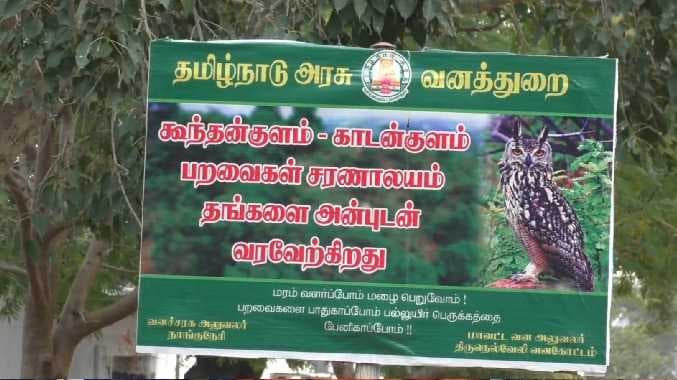 தமிழ்நாடு அரசு வனத்துறை
கூந்தன்குளம் - காடன்குளம்
பறவைகள் சரணாலயம்
தங்களை அன்புடன்
வரவேற்கிறது
மரம் வளர்ப்போம் மழை பெறுவோம் !
பறவைகளை பாதுகாப்போம் பல்லுயிர் பெருக்கத்தை
பேணிகாப்போம் !!
வனச்சரக அலுவலர்
நாங்குநேரி
மாவட்ட வன அலுவலர்
திருநெல்வேலி வனகோட்டம்